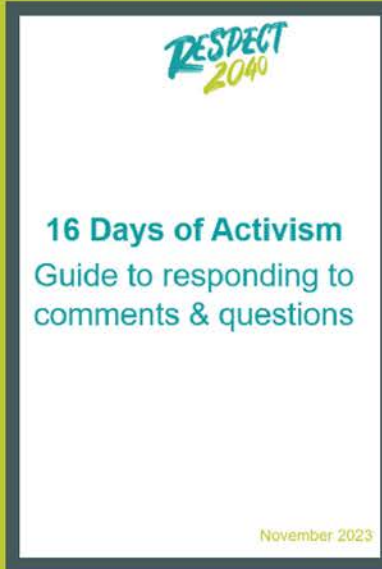 RESPECT
2040
16 Days of Activism
Guide to responding to
comments & questions
November 2023